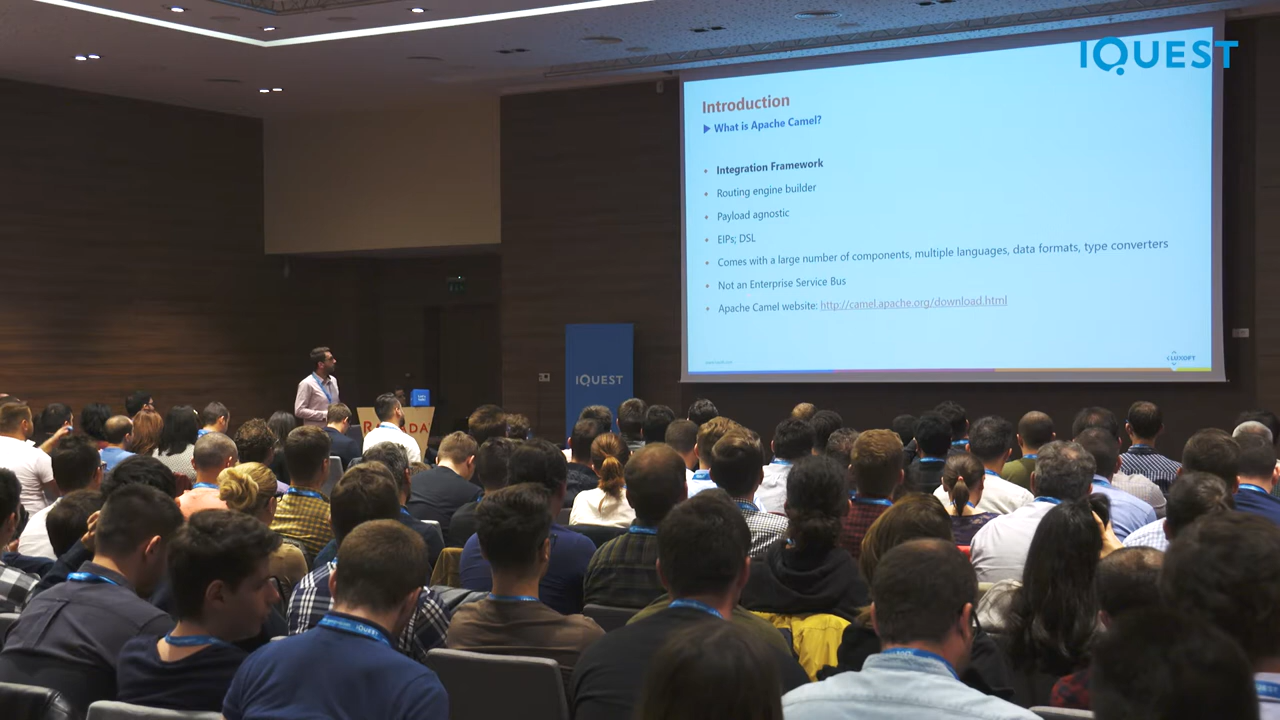 IQUEST
Introduction
What is Apache Camel?
Integration Framework
Routing engine builder
Payload agnostic
EIPs; DSL
Comes with a large number of components, multiple languages, data formats, type converters
Not an Enterprise Service Bus
Apache Camel website: http://camel.apache.org/download.html
LUXOFT
IQUEST